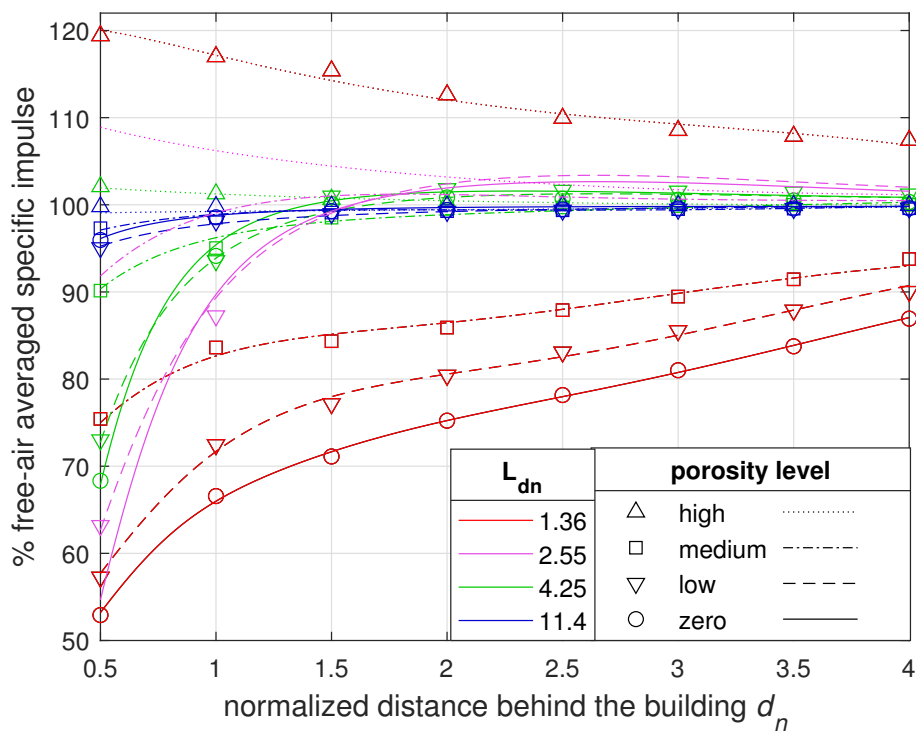 % free-air averaged specific impulse
120
110
100
90
80
70
60
50
L_dn
1.36
2.55
4.25
11.4
porosity level
high
medium
low
zero
0.5 1 1.5 2 2.5 3 3.5 4
normalized distance behind the building d_n